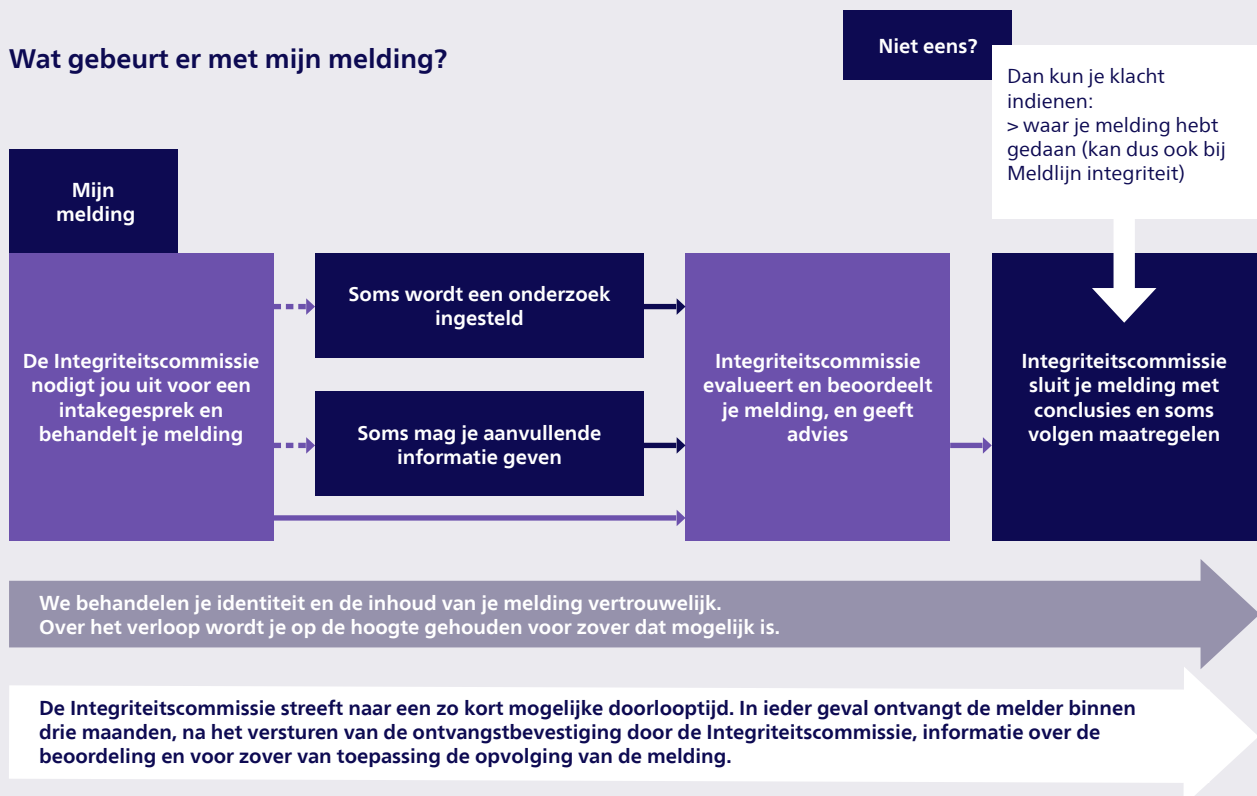 Wat gebeurt er met mijn melding?
Niet eens?
Dan kun je klacht
indienen:
> waar je melding hebt
gedaan (kan dus ook bij
Meldlijn integriteit)
Mijn
melding
De Integriteitscommissie
nodigt jou uit voor een
intakegesprek en
behandelt je melding
Soms wordt een onderzoek
ingesteld
Soms mag je aanvullende
informatie geven
Integriteitscommissie
evalueert en beoordeelt
je melding, en geeft
advies
Integriteitscommissie
sluit je melding met
conclusies en soms
volgen maatregelen
We behandelen je identiteit en de inhoud van je melding vertrouwelijk.
Over het verloop wordt je op de hoogte gehouden voor zover dat mogelijk is.
De Integriteitscommissie streeft naar een zo kort mogelijke doorlooptijd. In ieder geval ontvangt de melder binnen
drie maanden, na het versturen van de ontvangstbevestiging door de Integriteitscommissie, informatie over de
beoordeling en voor zover van toepassing de opvolging van de melding.